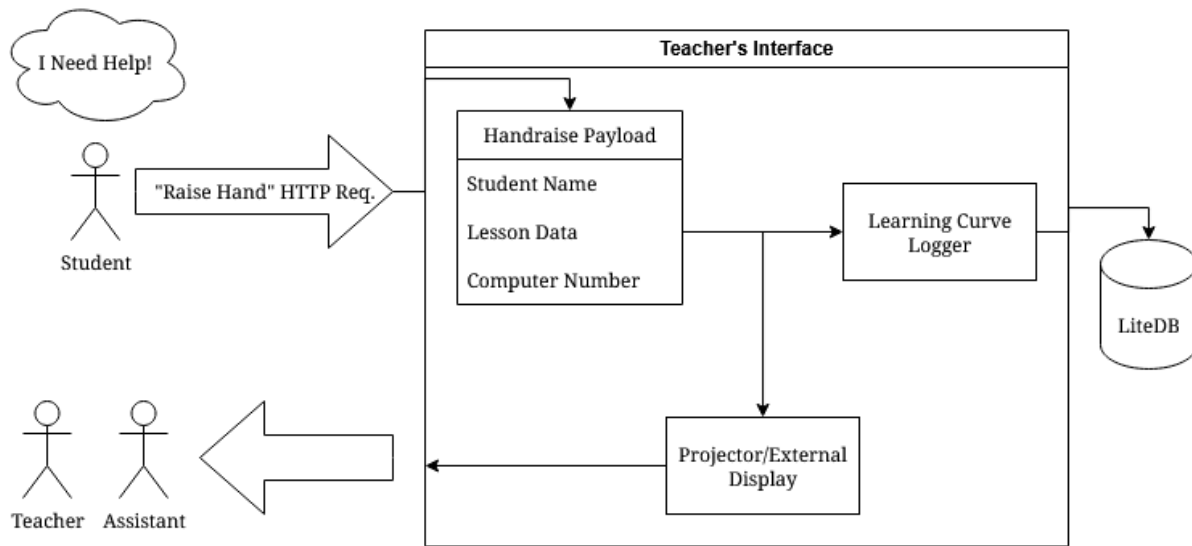 I Need Help!
Teacher's Interface
Handraise Payload
"Raise Hand" HTTP Req.
Student Name
Lesson Data
Computer Number
Learning Curve
Logger
Student
LiteDB
Projector/External
Display
Teacher
Assistant